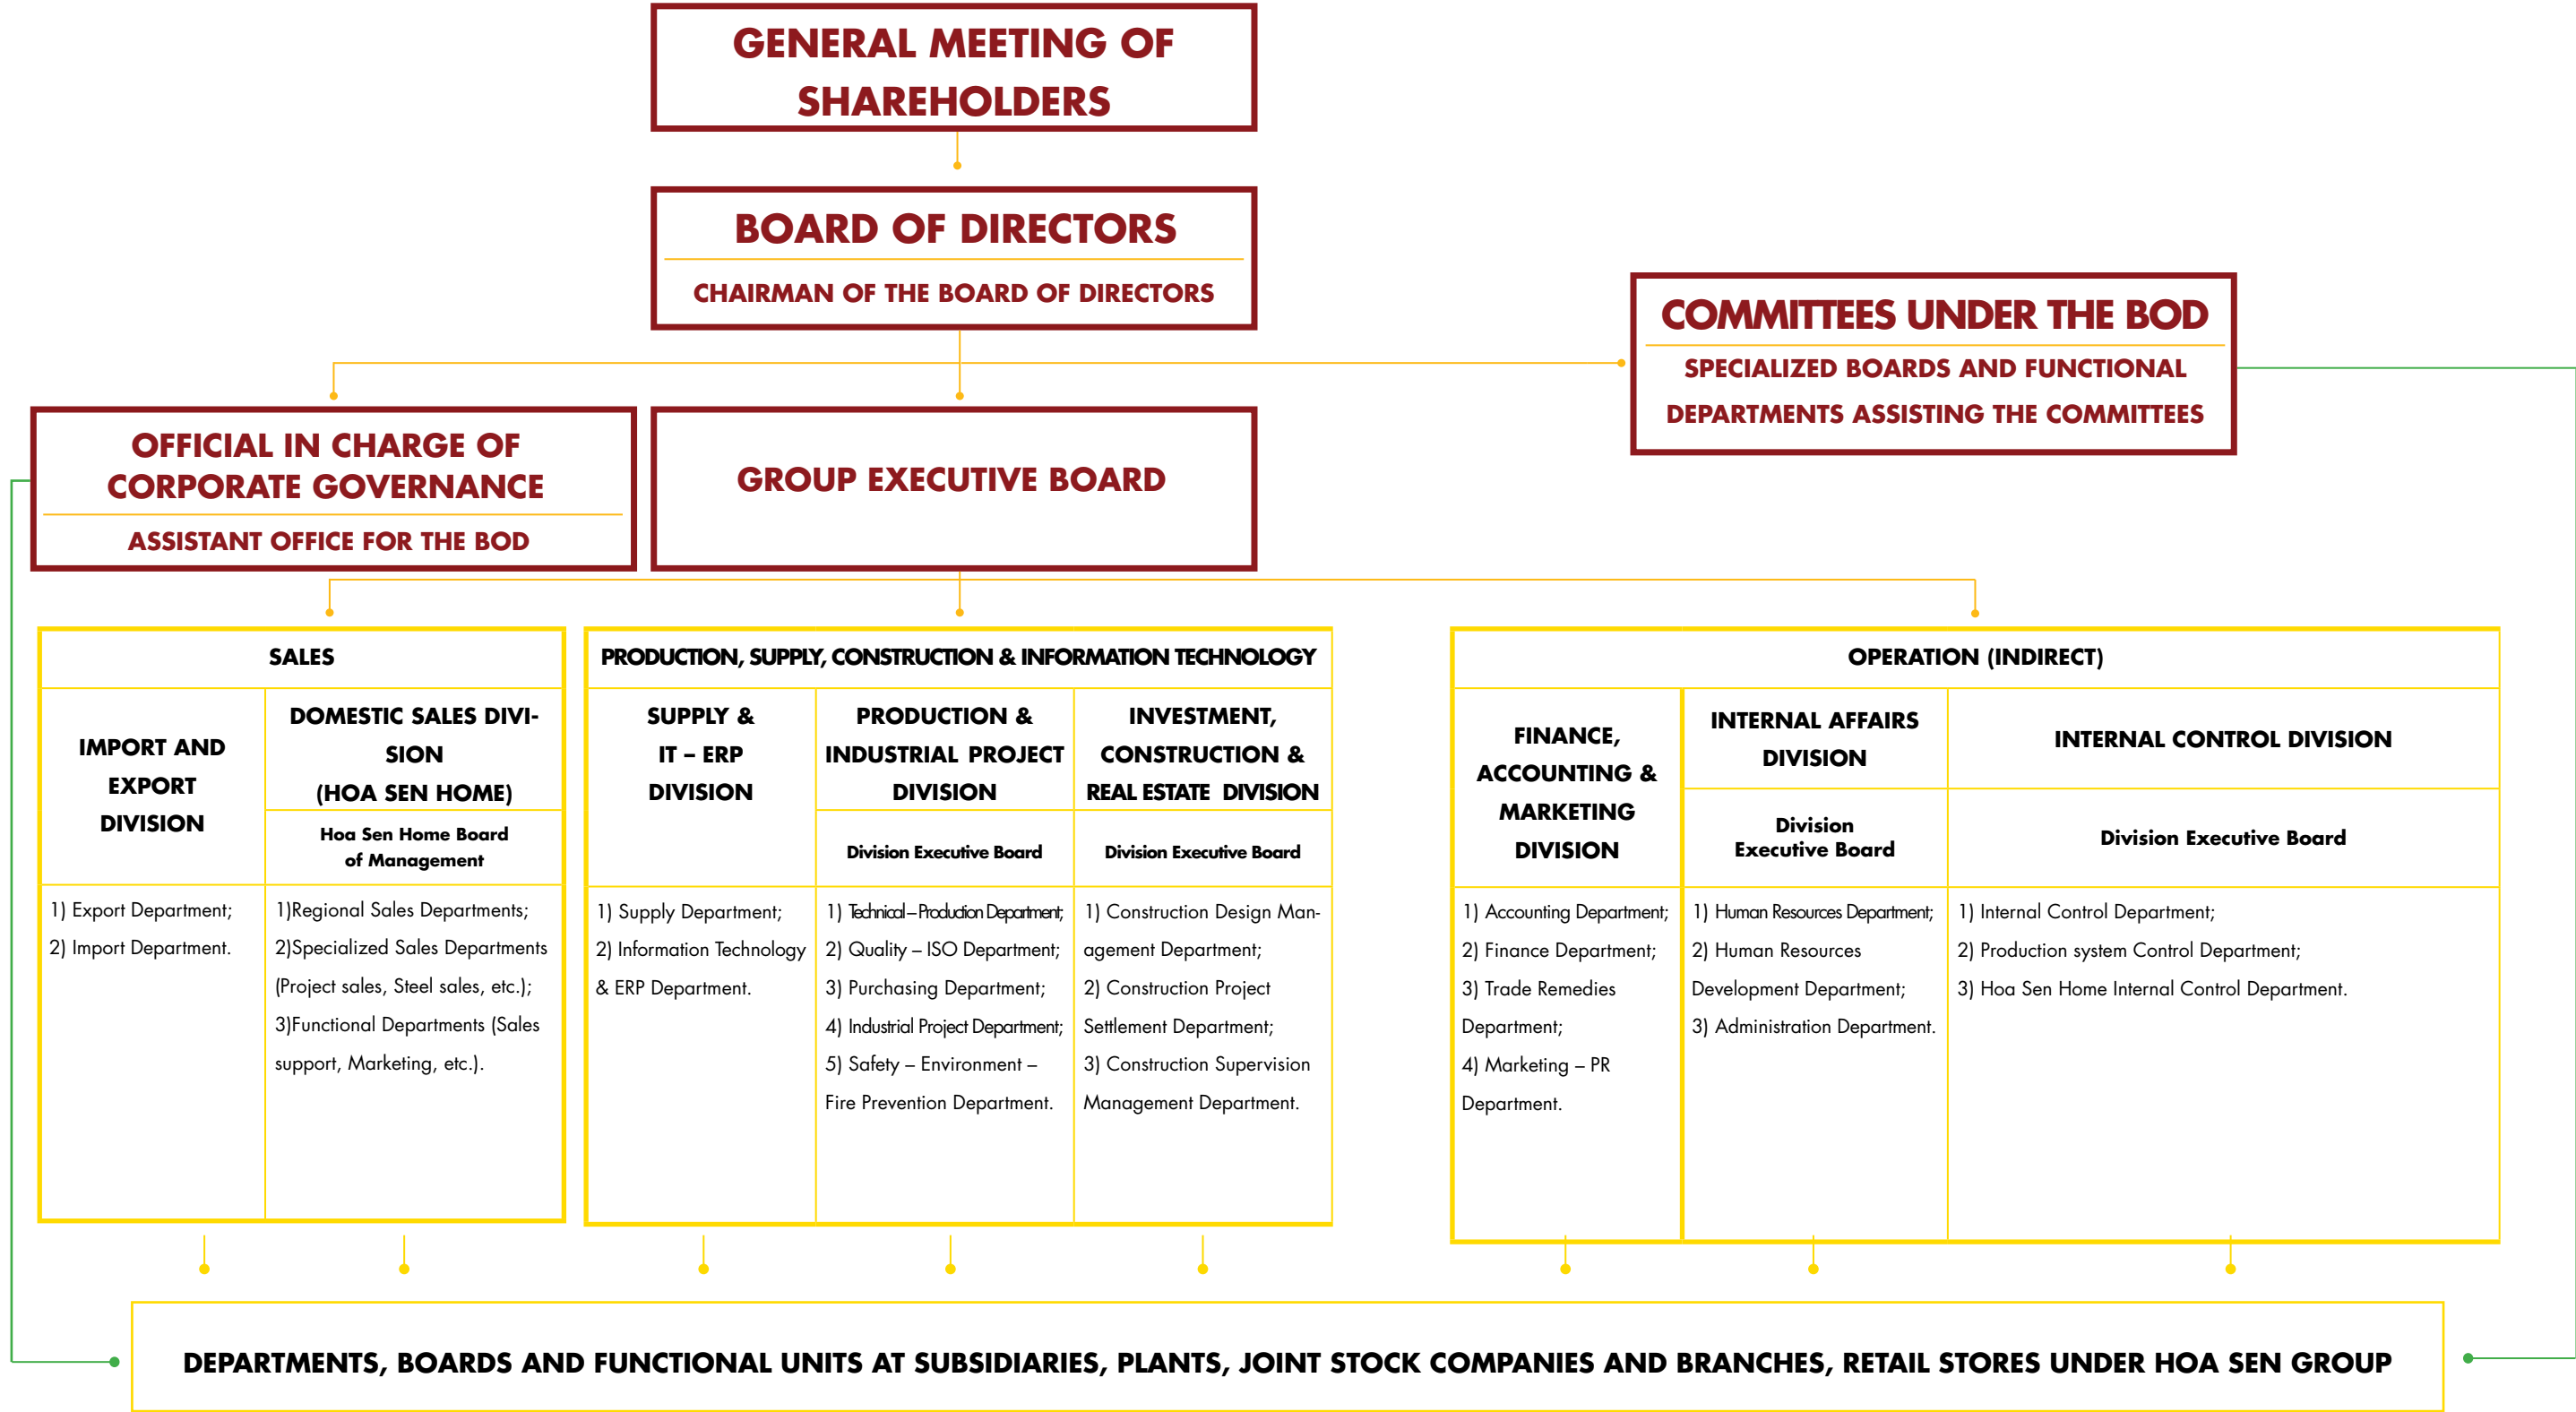 GENERAL MEETING OF
SHAREHOLDERS
BOARD OF DIRECTORS
CHAIRMAN OF THE BOARD OF DIRECTORS
COMMITTEES UNDER THE BOD
SPECIALIZED BOARDS AND FUNCTIONAL
DEPARTMENTS ASSISTING THE COMMITTEES
OFFICIAL IN CHARGE OF
CORPORATE GOVERNANCE
ASSISTANT OFFICE FOR THE BOD
GROUP EXECUTIVE BOARD
SALES
IMPORT AND
EXPORT
DIVISION
DOMESTIC SALES DIVI-
SION
(HOA SEN HOME)
Hoa Sen Home Board
of Management
1) Export Department;
2) Import Department.
1)Regional Sales Departments;
2)Specialized Sales Departments
(Project sales, Steel sales, etc.);
3)Functional Departments (Sales
support, Marketing, etc.).
PRODUCTION, SUPPLY, CONSTRUCTION & INFORMATION TECHNOLOGY
SUPPLY &
IT – ERP
DIVISION
PRODUCTION &
INDUSTRIAL PROJECT
DIVISION
Division Executive Board
INVESTMENT,
CONSTRUCTION &
REAL ESTATE DIVISION
Division Executive Board
1) Supply Department;
2) Information Technology
& ERP Department.
1) Technical – Production Department;
2) Quality – ISO Department;
3) Purchasing Department;
4) Industrial Project Department;
5) Safety – Environment –
Fire Prevention Department.
1) Construction Design Man-
agement Department;
2) Construction Project
Settlement Department;
3) Construction Supervision
Management Department.
OPERATION (INDIRECT)
FINANCE,
ACCOUNTING &
MARKETING
DIVISION
INTERNAL AFFAIRS
DIVISION
Division
Executive Board
INTERNAL CONTROL DIVISION
Division Executive Board
1) Accounting Department;
2) Finance Department;
3) Trade Remedies
Department;
4) Marketing – PR
Department.
1) Human Resources Department;
2) Human Resources
Development Department;
3) Administration Department.
1) Internal Control Department;
2) Production system Control Department;
3) Hoa Sen Home Internal Control Department.
DEPARTMENTS, BOARDS AND FUNCTIONAL UNITS AT SUBSIDIARIES, PLANTS, JOINT STOCK COMPANIES AND BRANCHES, RETAIL STORES UNDER HOA SEN GROUP